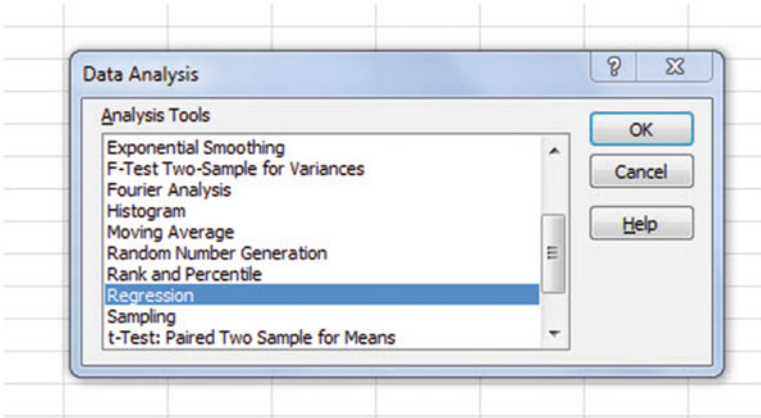 Data Analysis
?
Analysis Tools
Exponential Smoothing
F-Test Two-Sample for Variances
Fourier Analysis
Histogram
Moving Average
Random Number Generation
Rank and Percentile
Regression
Sampling
t-Test: Paired Two Sample for Means
OK
Cancel
Help